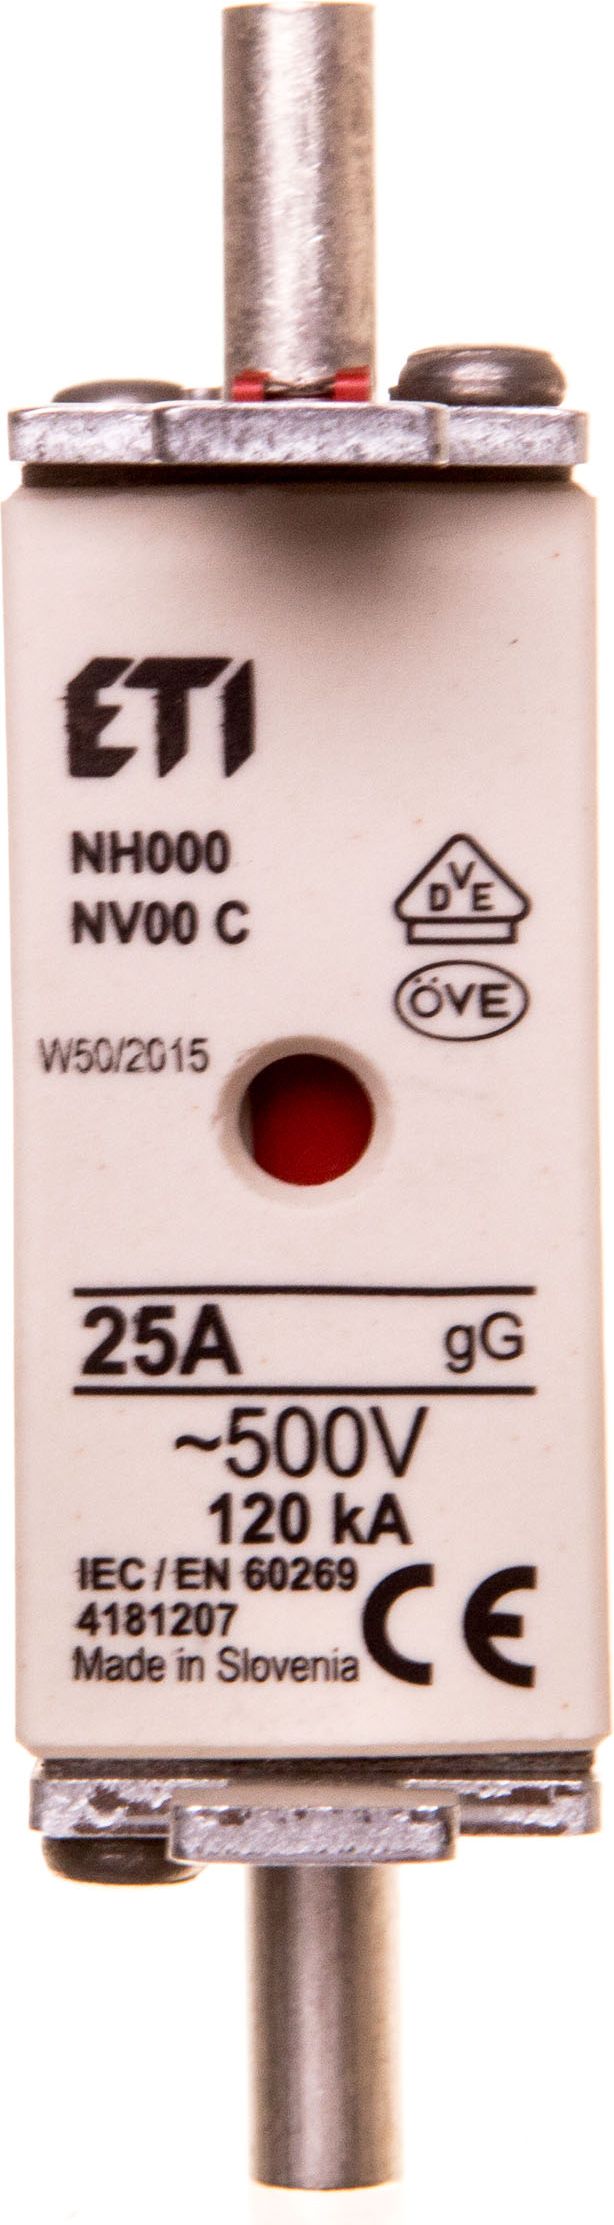 ETI
NH000
NV00 C
DVE
ÖVE
W50/2015
25A gG
~500V
120 kA
IEC / EN 60269
4181207
Made in Slovenia
CE